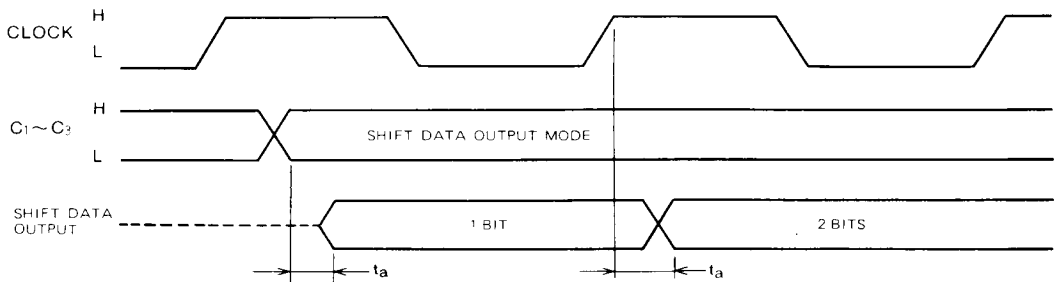 CLOCK
H
L
C₁~C₃
H
L
SHIFT DATA OUTPUT MODE
SHIFT DATA
OUTPUT
1 BIT
2 BITS
ta
ta